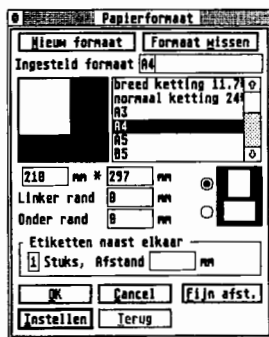 Papierformaat
Nieuw formaat Formaat wissen
Ingesteld formaat A4
breed ketting 11.7
normaal ketting 24
A3
A4
A5
B5
210 mm * 297 mm
Linker rand 0 mm
Onder rand 0 mm
Etiketten naast elkaar
1 Stuks, Afstand mm
OK Cancel Fijn afst.
Instellen Terug